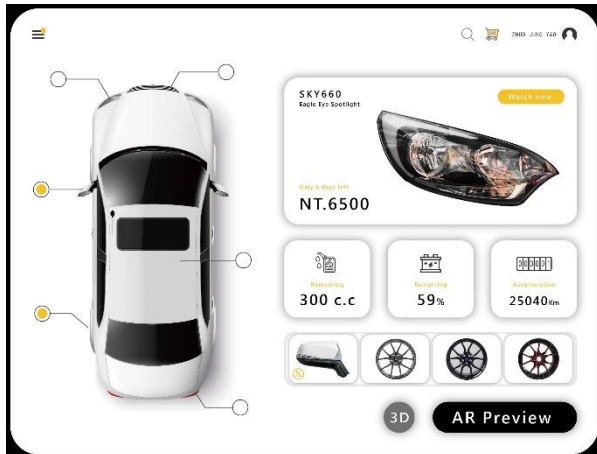 ZHUO JUNG YAO
SKY660
Eagle Eye Spotlight
Watch now
Only 6 days left
NT.6500
Remaining
300 c.c
Remaining
59%
Accumulation
25040Km
3D
AR Preview